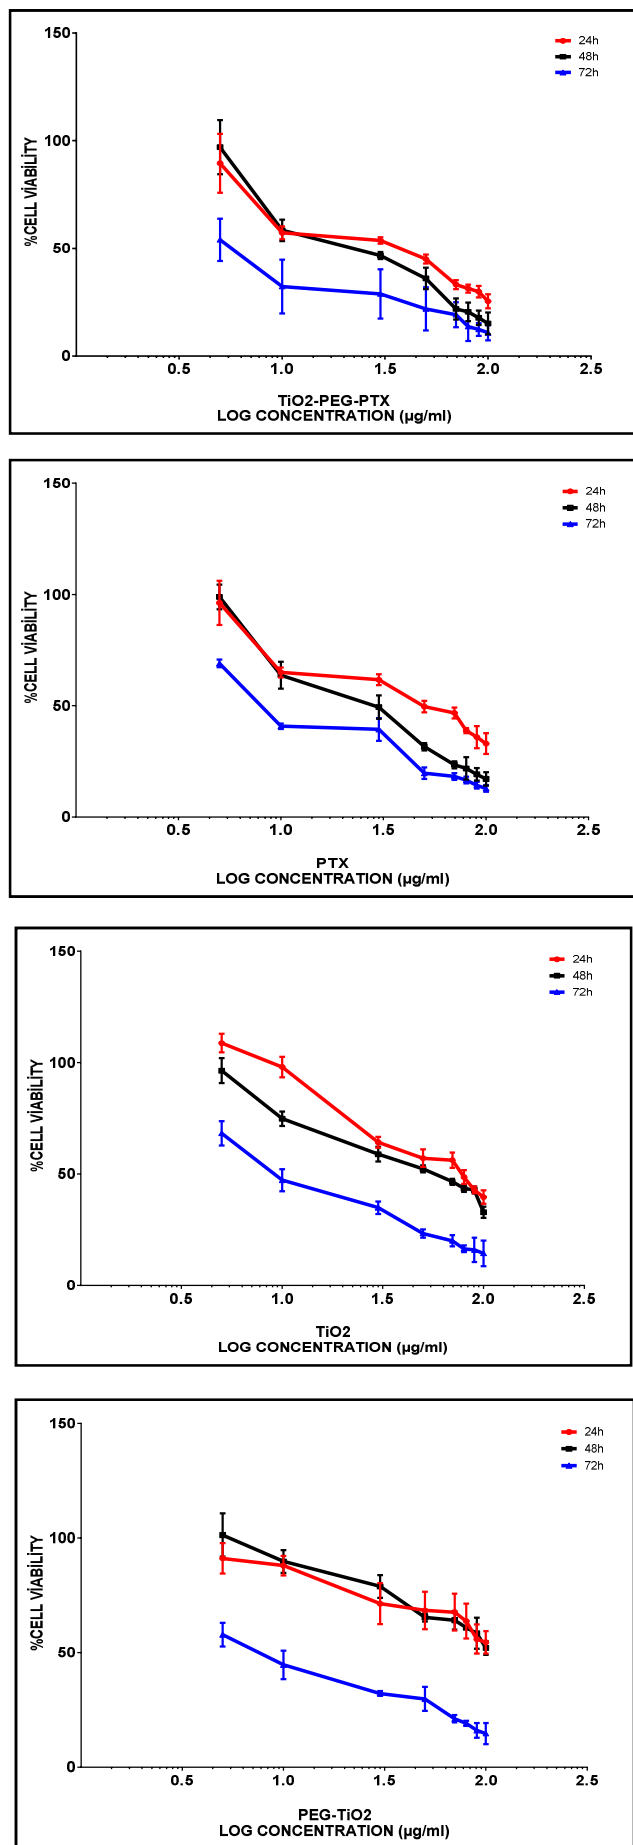 150
24h
48h
72h
100
%CELL VİABİLİTY
50
0
0.5 1.0 1.5 2.0 2.5
TiO2-PEG-PTX
LOG CONCENTRATION (µg/ml)
150
24h
48h
72h
100
%CELL VİABİLİTY
50
0
0.5 1.0 1.5 2.0 2.5
PTX
LOG CONCENTRATION (µg/ml)
150
24h
48h
72h
100
%CELL VİABİLİTY
50
0
0.5 1.0 1.5 2.0 2.5
TiO2
LOG CONCENTRATION (µg/ml)
150
24h
48h
72h
100
%CELL VİABİLİTY
50
0
0.5 1.0 1.5 2.0 2.5
PEG-TiO2
LOG CONCENTRATION (µg/ml)